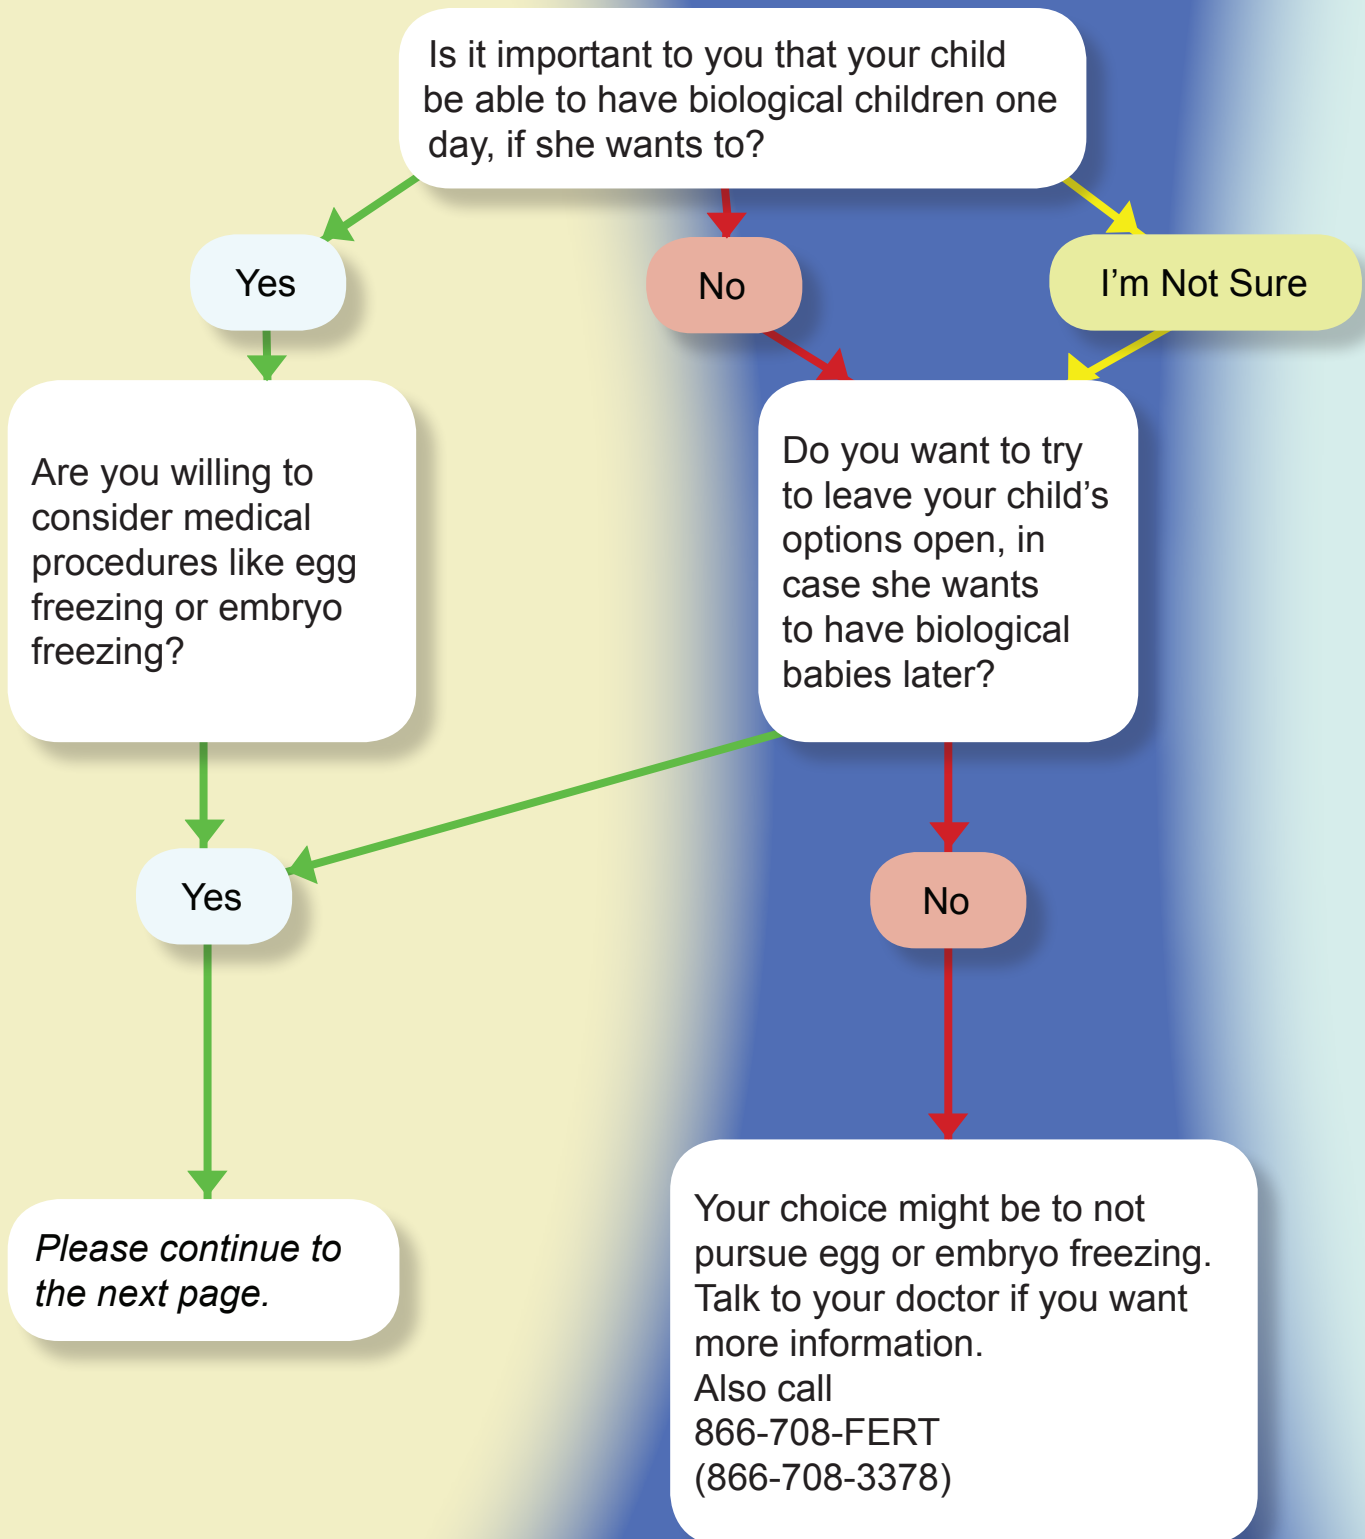 Is it important to you that your child
be able to have biological children one
day, if she wants to?
Yes
No
I'm Not Sure
Are you willing to
consider medical
procedures like egg
freezing or embryo
freezing?
Do you want to try
to leave your child's
options open, in
case she wants
to have biological
babies later?
Yes
No
Please continue to
the next page.
Your choice might be to not
pursue egg or embryo freezing.
Talk to your doctor if you want
more information.
Also call
866-708-FERT
(866-708-3378)